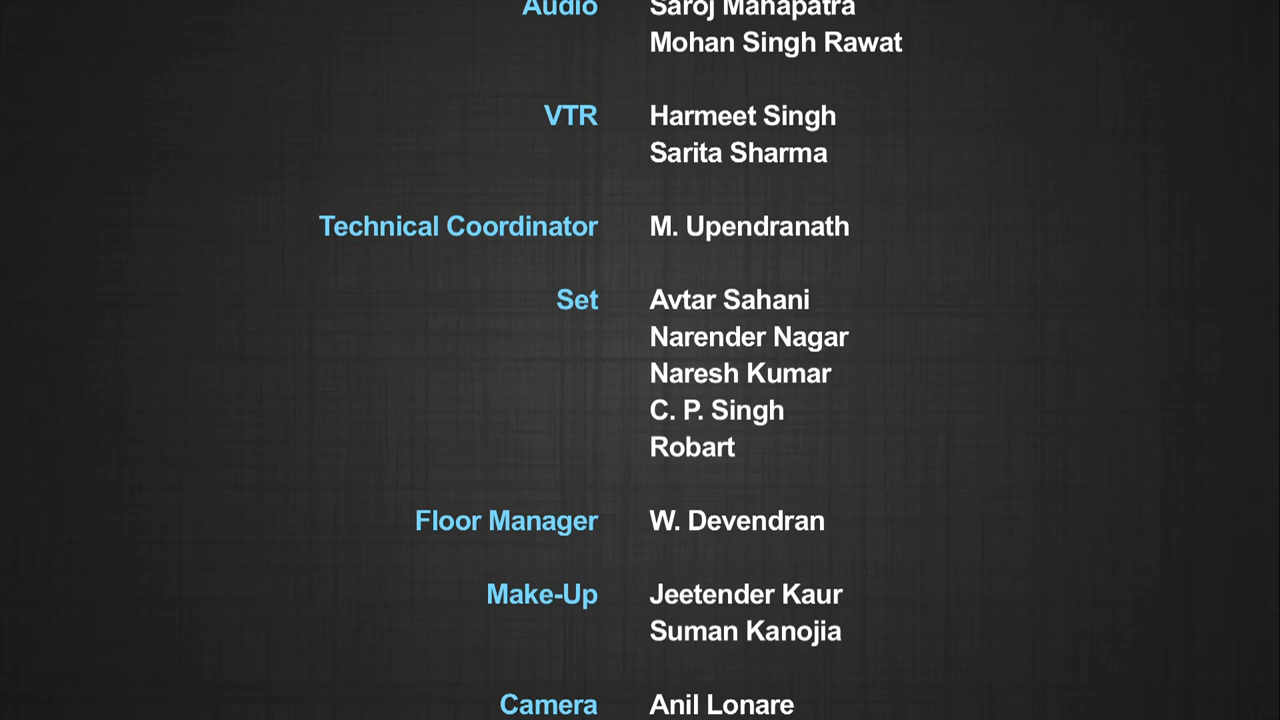 Audio Saroj Mahapatra
Mohan Singh Rawat
VTR Harmeet Singh
Sarita Sharma
Technical Coordinator M. Upendranath
Set Avtar Sahani
Narender Nagar
Naresh Kumar
C. P. Singh
Robart
Floor Manager W. Devendran
Make-Up Jeetender Kaur
Suman Kanojia
Camera Anil Lonare